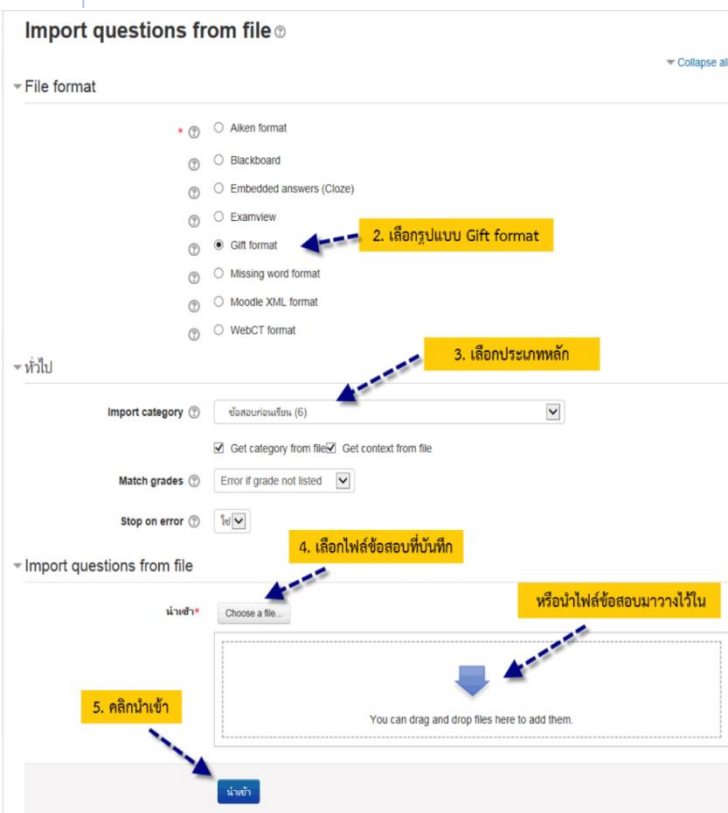 Import questions from file
Collapse all
File format
* Aiken format
Blackboard
Embedded answers (Cloze)
Examview
Gift format
2. เลือกรูปแบบ Gift format
Missing word format
Moodle XML format
WebCT format
3. เลือกประเภทหลัก
ทั่วไป
Import category
ข้อสอบก่อนเรียน (6)
Get category from file Get context from file
Match grades Error if grade not listed
Stop on error ใช่
4. เลือกไฟล์ข้อสอบที่บันทึก
Import questions from file
หรือนำไฟล์ข้อสอบมาวางไว้ใน
นำเข้า* Choose a file...
5. คลิกนำเข้า
You can drag and drop files here to add them.
นำเข้า